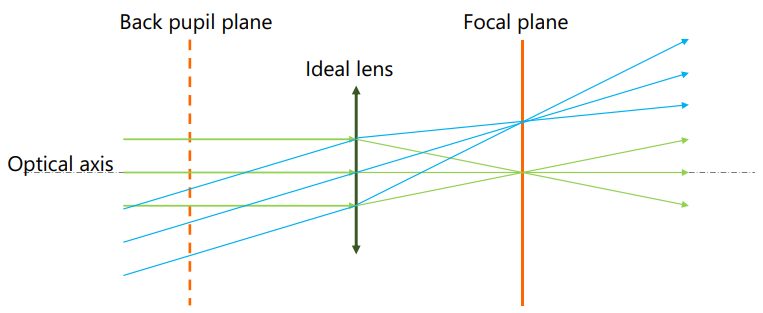 Back pupil plane
Focal plane
Ideal lens
Optical axis